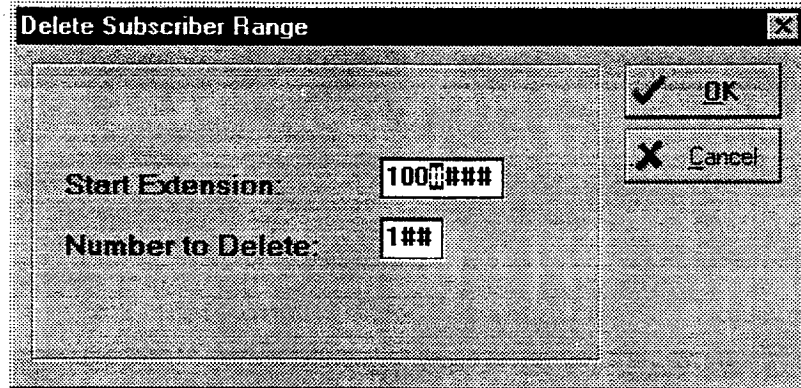 Delete Subscriber Range
OK
Cancel
Start Extension: 100####
Number to Delete: 1##